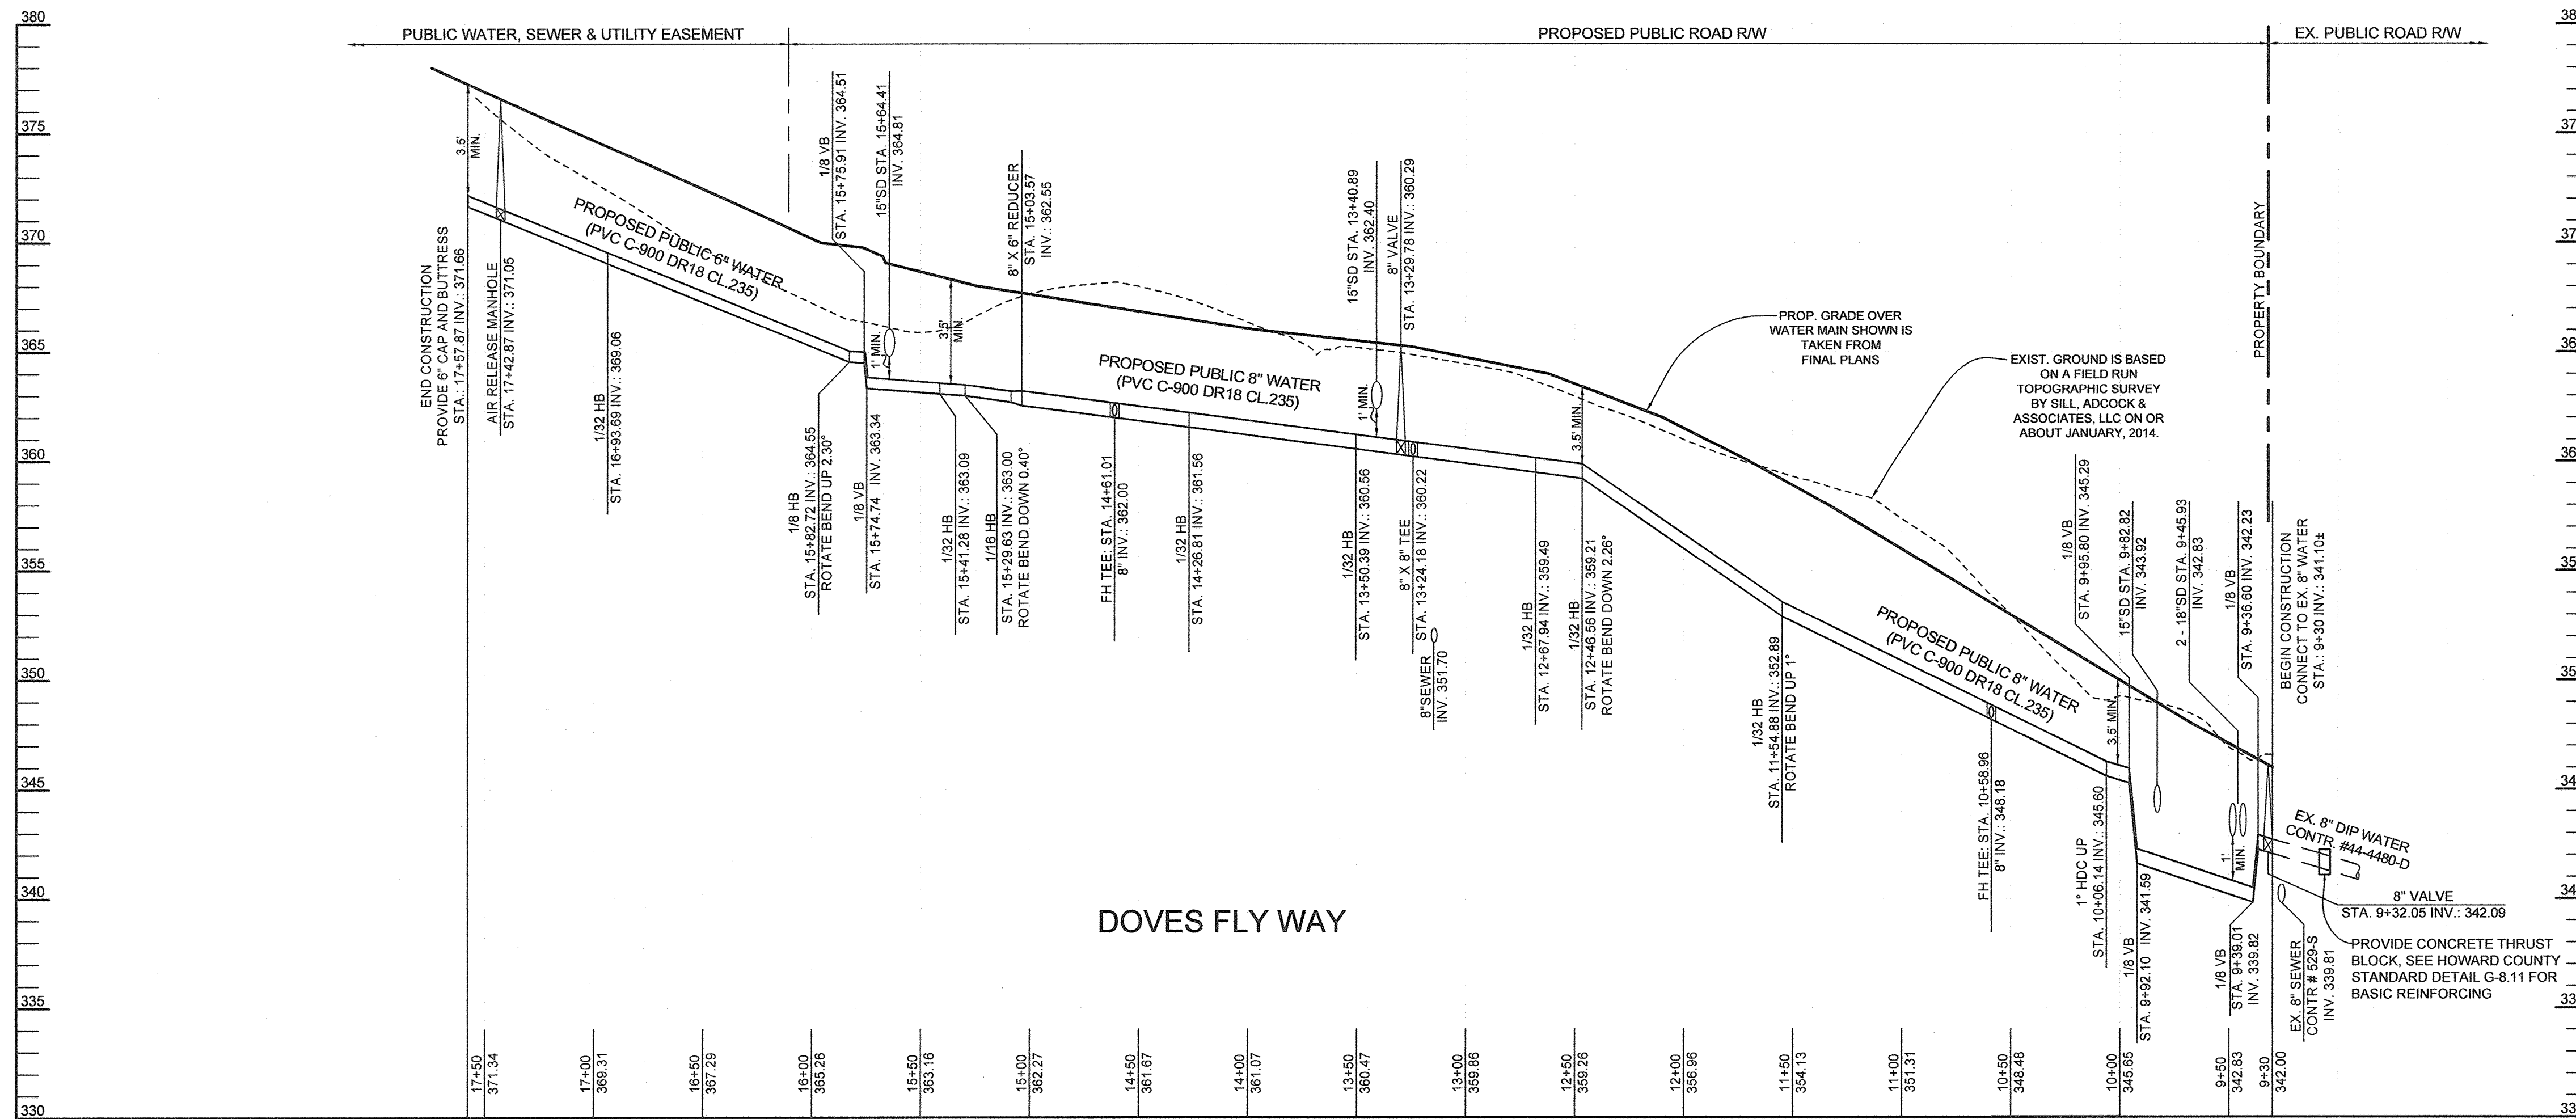 380
PUBLIC WATER, SEWER & UTILITY EASEMENT
PROPOSED PUBLIC ROAD R/W
EX. PUBLIC ROAD R/W
38
375
370
365
360
355
350
345
340
335
330
37
37
36
36
35
35
34
34
33
33
3.5'
MIN.
END CONSTRUCTION
PROVIDE 6" CAP AND BUTTRESS
STA.: 17+57.87 INV.: 371.66
AIR RELEASE MANHOLE
STA. 17+42.87 INV.: 371.05
PROPOSED PUBLIC 6" WATER
(PVC C-900 DR18 CL.235)
1/32 HB
STA. 16+93.69 INV.: 369.06
1/8 VB
STA. 15+75.91 INV. 364.51
15"SD STA. 15+64.41
INV. 364.81
1' MIN.
3.5'
MIN.
1/8 HB
STA. 15+82.72 INV.: 364.55
ROTATE BEND UP 2.30°
1/8 VB
STA. 15+74.74 INV. 363.34
1/32 HB
STA. 15+41.28 INV.: 363.09
1/16 HB
STA. 15+29.63 INV.: 363.00
ROTATE BEND DOWN 0.40°
8" X 6" REDUCER
STA. 15+03.57
INV.: 362.55
FH TEE: STA. 14+61.01
8" INV.: 362.00
1/32 HB
STA. 14+26.81 INV.: 361.56
PROPOSED PUBLIC 8" WATER
(PVC C-900 DR18 CL.235)
15"SD STA. 13+40.89
INV. 362.40
1' MIN.
8" VALVE
STA. 13+29.78 INV.: 360.29
1/32 HB
STA. 13+50.39 INV.: 360.56
8" X 8" TEE
STA. 13+24.18 INV.: 360.22
8"SEWER
INV. 351.70
1/32 HB
STA. 12+67.94 INV.: 359.49
3.5' MIN.
1/32 HB
STA. 12+46.56 INV.: 359.21
ROTATE BEND DOWN 2.26°
PROP. GRADE OVER
WATER MAIN SHOWN IS
TAKEN FROM
FINAL PLANS
EXIST. GROUND IS BASED
ON A FIELD RUN
TOPOGRAPHIC SURVEY
BY SILL, ADCOCK &
ASSOCIATES, LLC ON OR
ABOUT JANUARY, 2014.
1/32 HB
STA. 11+54.88 INV.: 352.89
ROTATE BEND UP 1°
PROPOSED PUBLIC 8" WATER
(PVC C-900 DR18 CL.235)
FH TEE: STA. 10+58.96
8" INV.: 348.18
1° HDC UP
STA. 10+06.14 INV.: 345.60
3.5' MIN.
1/8 VB
STA. 9+95.80 INV. 345.29
1/8 VB
STA. 9+92.10 INV. 341.59
15"SD STA. 9+82.82
INV. 343.92
2 - 18"SD STA. 9+45.93
INV. 342.83
1'
MIN.
1/8 VB
STA. 9+39.01
INV. 339.82
1/8 VB
STA. 9+36.60 INV. 342.23
PROPERTY BOUNDARY
BEGIN CONSTRUCTION
CONNECT TO EX. 8" WATER
STA.: 9+30 INV.: 341.10±
EX. 8" DIP WATER
CONTR. #44-4480-D
8" VALVE
STA. 9+32.05 INV.: 342.09
EX. 8" SEWER
CONTR # 529-S
INV. 339.81
PROVIDE CONCRETE THRUST
BLOCK, SEE HOWARD COUNTY
STANDARD DETAIL G-8.11 FOR
BASIC REINFORCING
DOVES FLY WAY
17+50
371.34
17+00
369.31
16+50
367.29
16+00
365.26
15+50
363.16
15+00
362.27
14+50
361.67
14+00
361.07
13+50
360.47
13+00
359.86
12+50
359.26
12+00
356.96
11+50
354.13
11+00
351.31
10+50
348.48
10+00
345.65
9+50
342.83
9+30
342.00